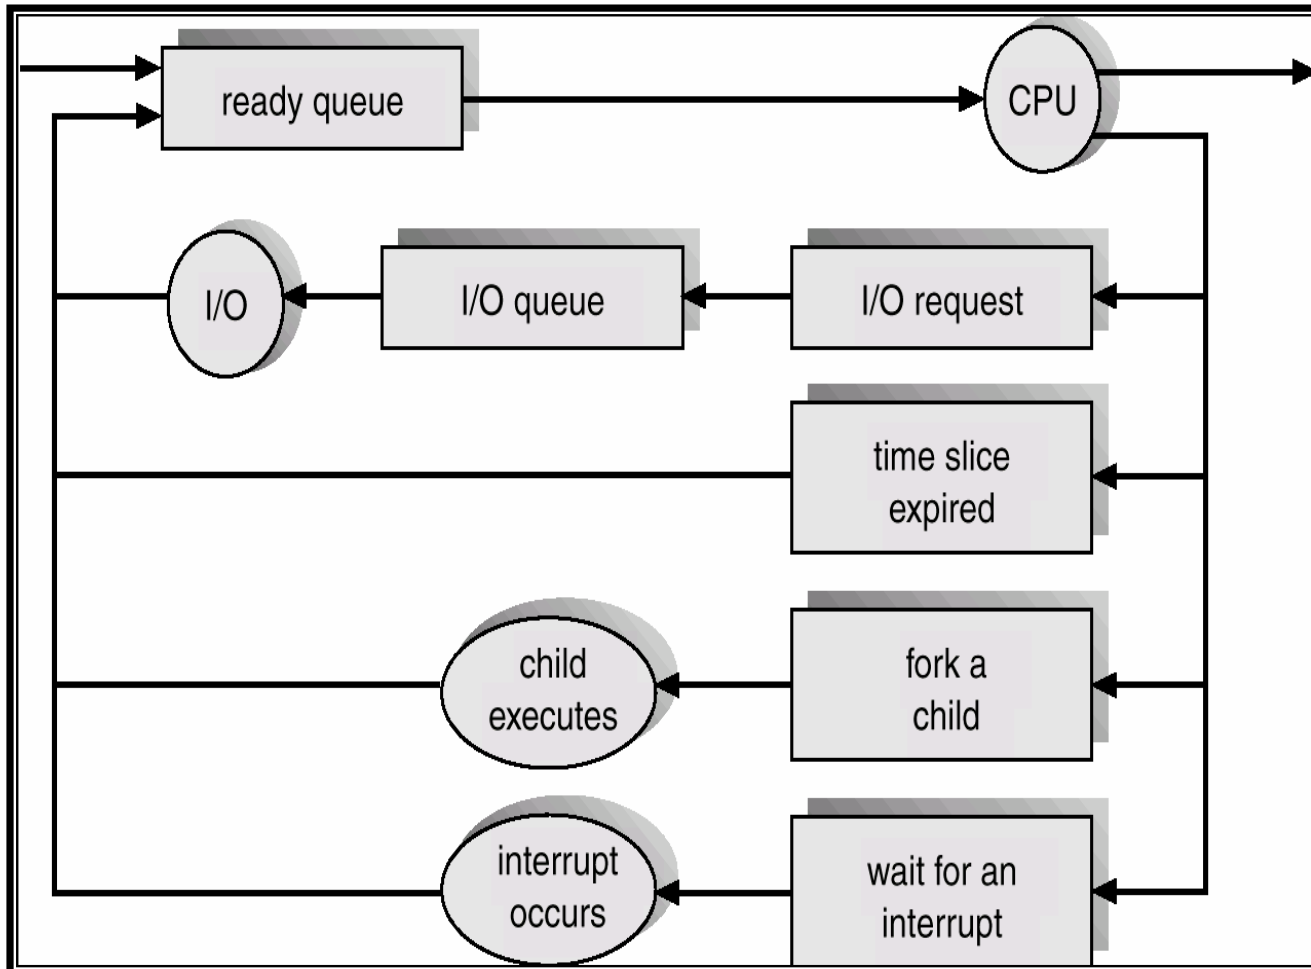 ready queue
CPU
I/O
I/O queue
I/O request
time slice
expired
child
executes
fork a
child
interrupt
occurs
wait for an
interrupt